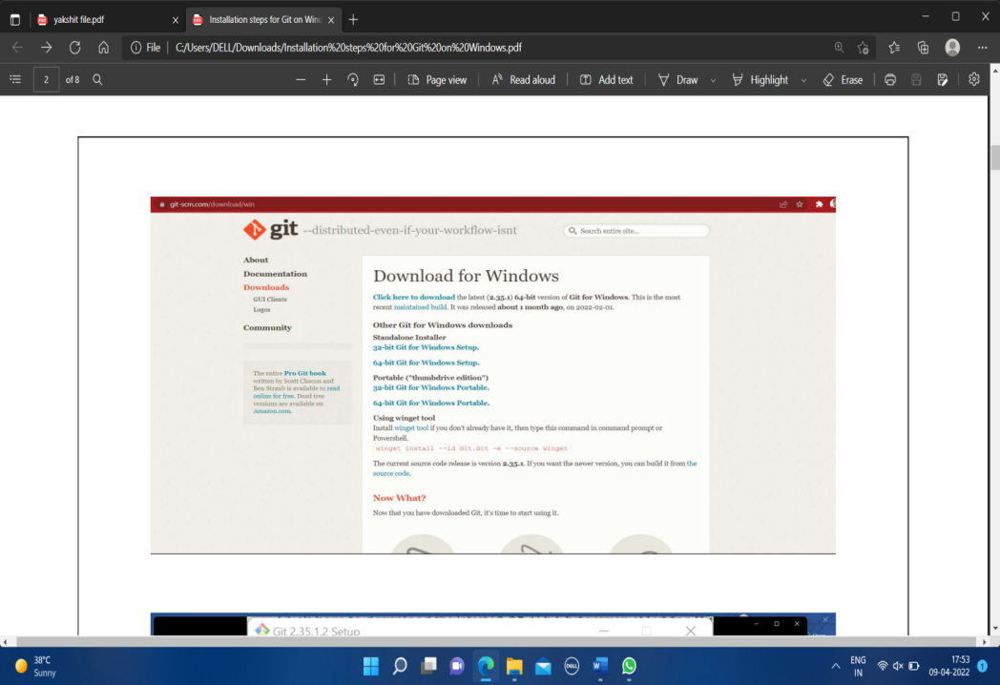 yakshit file.pdf
Installation steps for Git on Wind
File
C:/Users/DELL/Downloads/Installation%20steps%20for%20Git%20on%20Windows.pdf
2 of 8
Page view
Read aloud
Add text
Draw
Highlight
Erase
git-scm.com/download/win
git --distributed-even-if-your-workflow-isnt
Search entire site...
About
Documentation
Downloads
GUI Clients
Logos
Community
The entire Pro Git book
written by Scott Chacon and
Ben Straub is available to read
online for free. Dead tree
versions are available on
Amazon.com.
Download for Windows
Click here to download the latest (2.35.1) 64-bit version of Git for Windows. This is the most
recent maintained build. It was released about 1 month ago, on 2022-02-01.
Other Git for Windows downloads
Standalone Installer
32-bit Git for Windows Setup.
64-bit Git for Windows Setup.
Portable ("thumbdrive edition")
32-bit Git for Windows Portable.
64-bit Git for Windows Portable.
Using winget tool
Install winget tool if you don't already have it, then type this command in command prompt or
Powershell.
winget install --id Git.Git -e --source winget
The current source code release is version 2.35.1. If you want the newer version, you can build it from the
source code.
Now What?
Now that you have downloaded Git, it's time to start using it.
Git 2.35.1.2 Setup
38°C
Sunny
DELL
ENG
IN
17:53
09-04-2022
1